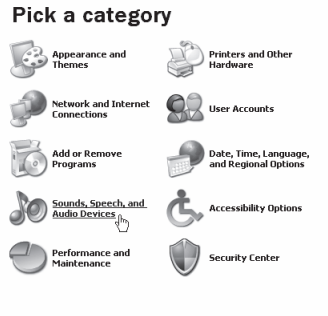 Pick a category
Appearance and
Themes
Printers and Other
Hardware
Network and Internet
Connections
User Accounts
Add or Remove
Programs
Date, Time, Language,
and Regional Options
Sounds, Speech, and
Audio Devices
Accessibility Options
Performance and
Maintenance
Security Center